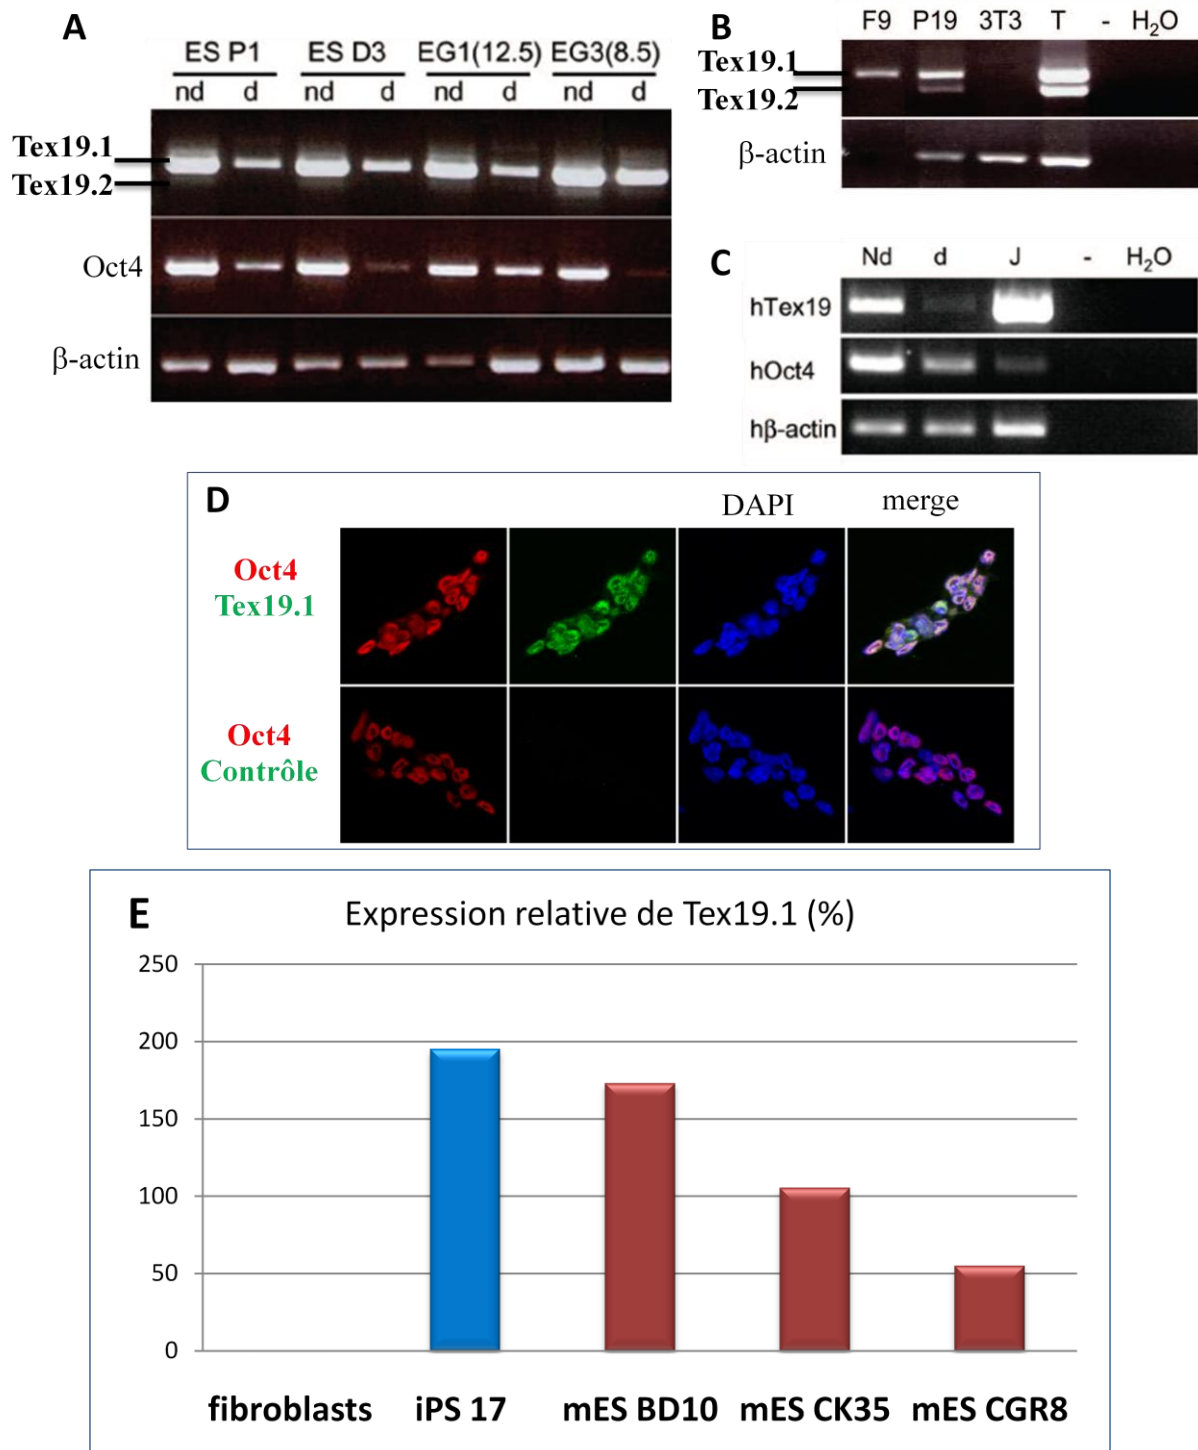 A
ES P1 ES D3 EG1(12.5) EG3(8.5)
nd d nd d nd d nd d
Tex19.1
Tex19.2
Oct4
β-actin
B
F9 P19 3T3 T - H₂O
Tex19.1
Tex19.2
β-actin
C
Nd d J - H₂O
hTex19
hOct4
hβ-actin
D
DAPI merge
Oct4
Tex19.1
Oct4
Contrôle
E
Expression relative de Tex19.1 (%)
250
200
150
100
50
0
fibroblasts iPS 17 mES BD10 mES CK35 mES CGR8